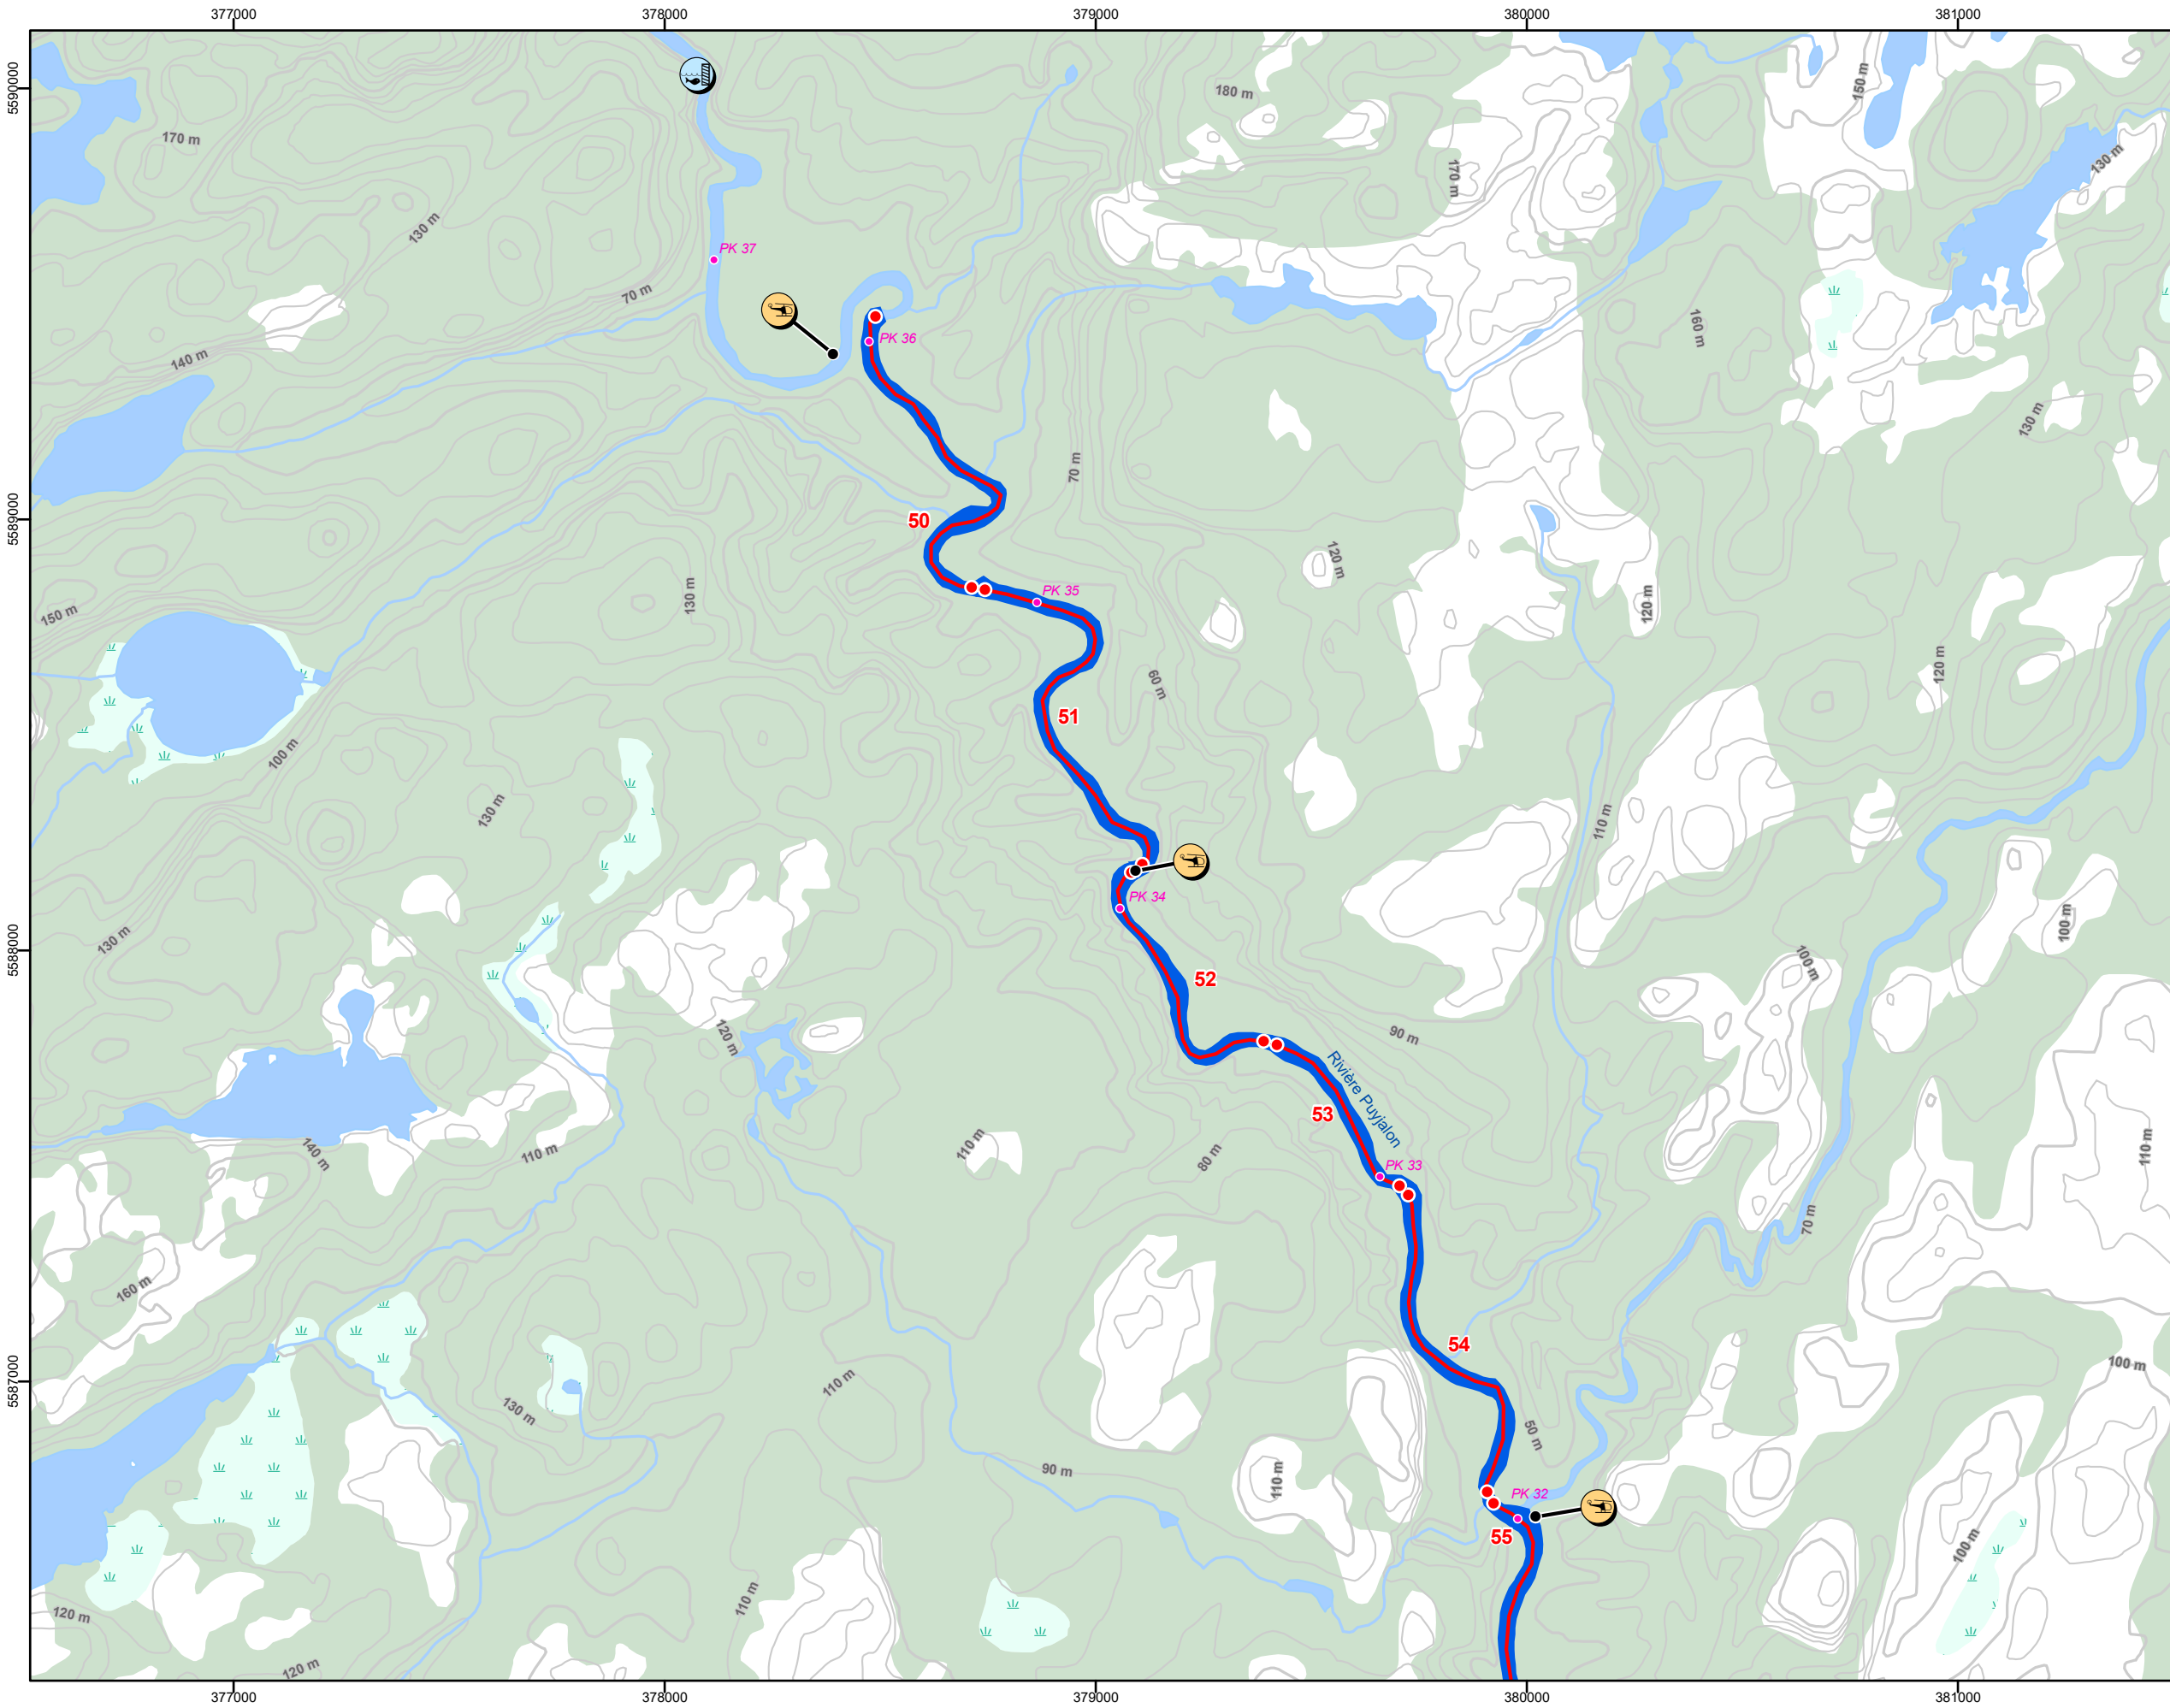 377000
378000
379000
380000
381000
5590000
180 m
150 m
170 m
130 m
170 m
130 m
PK 37
70 m
160 m
PK 36
140 m
130 m
70 m
5589000
50
120 m
PK 35
130 m
120 m
150 m
120 m
60 m
51
100 m
130 m
110 m
PK 34
130 m
5588000
100 m
52
100 m
120 m
90 m
Rivière Puyjalon
53
110 m
140 m
110 m
80 m
110 m
PK 33
70 m
160 m
54
5587000
100 m
110 m
130 m
50 m
90 m
110 m
PK 32
55
100 m
110 m
120 m
120 m
377000
378000
379000
380000
381000